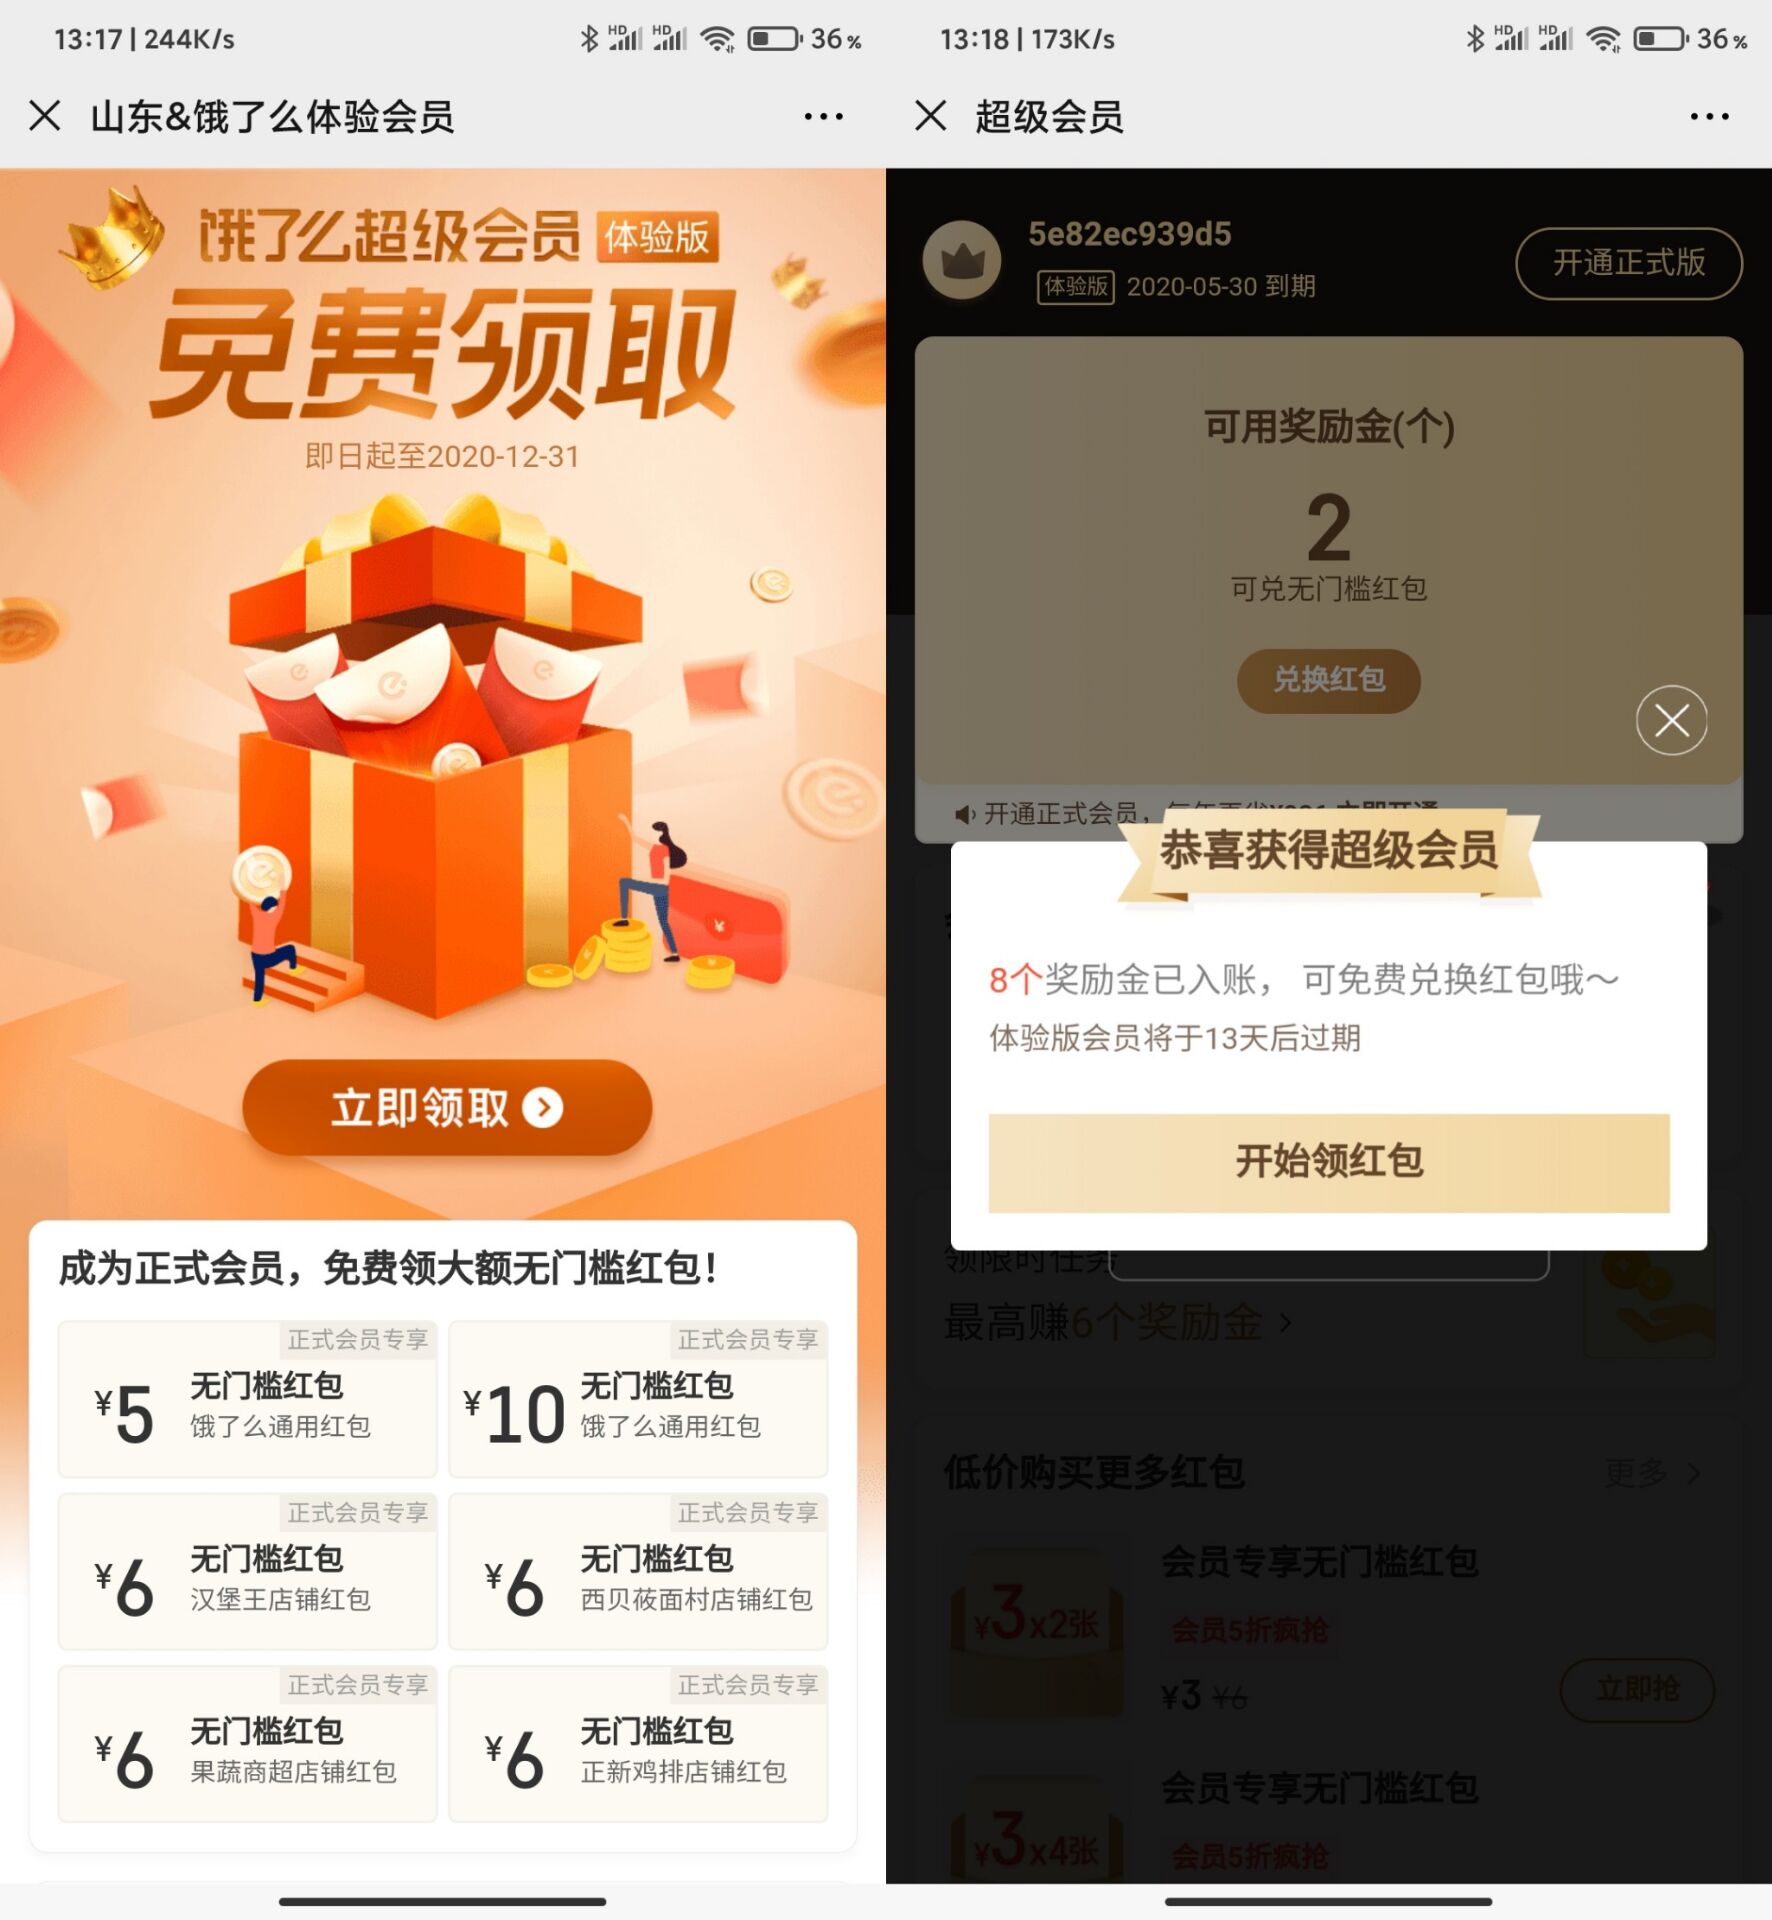 13:17 | 244K/s
HD HD 36%
山东&饿了么体验会员
饿了么超级会员 体验版
免费领取
即日起至2020-12-31
立即领取
成为正式会员，免费领大额无门槛红包！
正式会员专享
¥5
无门槛红包
饿了么通用红包
正式会员专享
¥10
无门槛红包
饿了么通用红包
正式会员专享
¥6
无门槛红包
汉堡王店铺红包
正式会员专享
¥6
无门槛红包
西贝莜面村店铺红包
正式会员专享
¥6
无门槛红包
果蔬商超店铺红包
正式会员专享
¥6
无门槛红包
正新鸡排店铺红包
13:18 | 173K/s
HD HD 36%
超级会员
5e82ec939d5
体验版 2020-05-30 到期
开通正式版
可用奖励金(个)
2
可兑无门槛红包
兑换红包
开通正式会员，
恭喜获得超级会员
8个奖励金已入账， 可免费兑换红包哦～
体验版会员将于13天后过期
开始领红包
领限时任务
最高赚6个奖励金
低价购买更多红包
更多
会员专享无门槛红包
¥3x2张
会员5折疯抢
¥3 ¥6
立即抢
会员专享无门槛红包
¥3x4张
会员5折疯抢